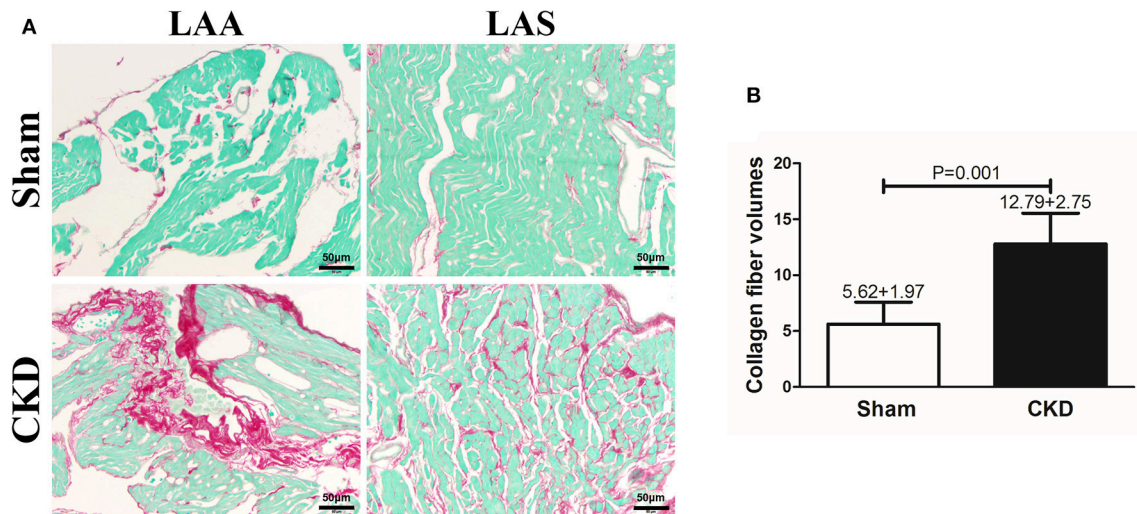 A
LAA
LAS
Sham
50µm
50µm
CKD
50µm
50µm
B
Collagen fiber volumes
20
15
10
5
0
P=0.001
5.62+1.97
12.79+2.75
Sham
CKD